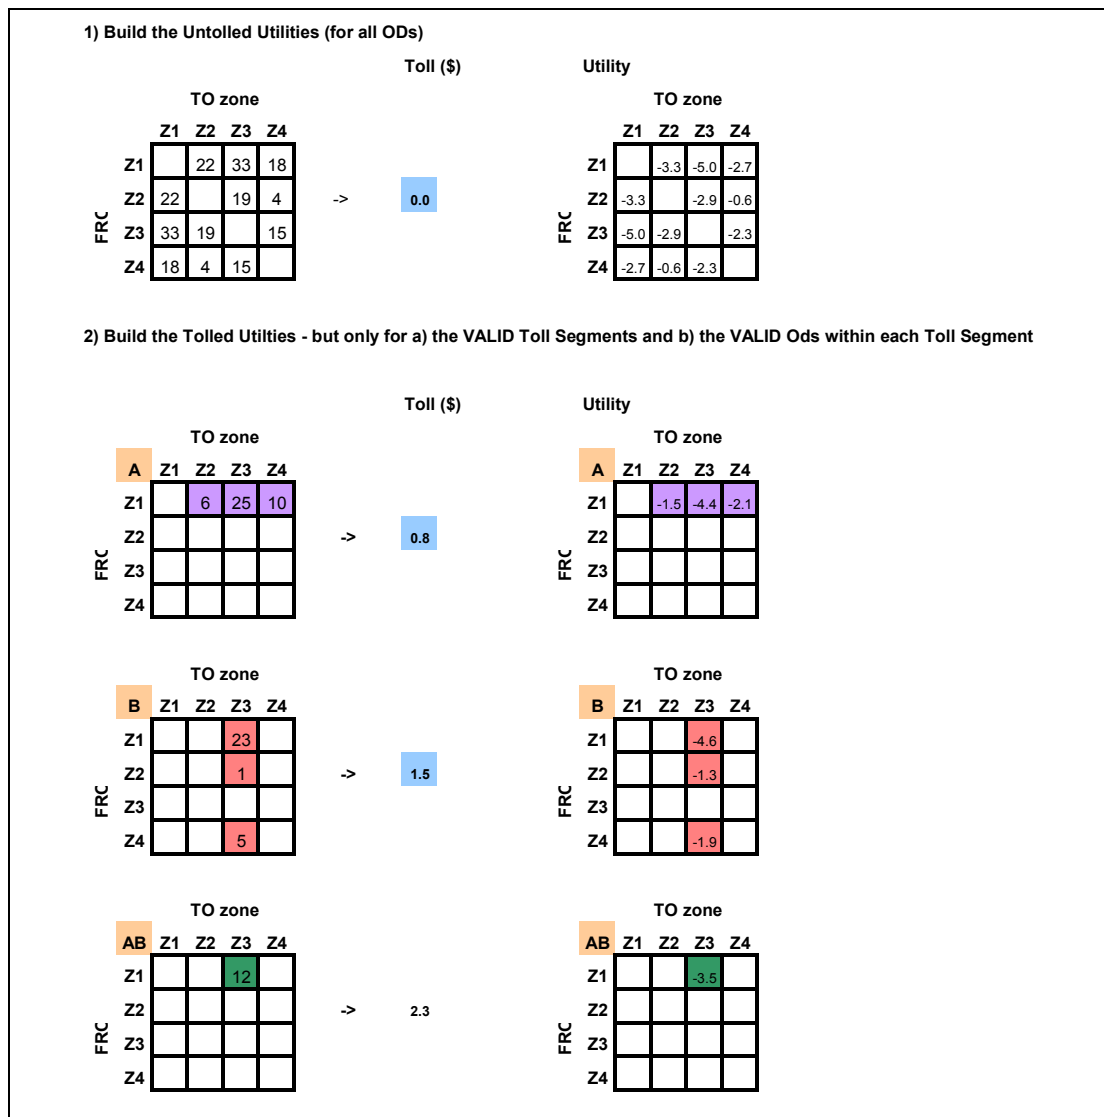 1) Build the Untolled Utilities (for all ODs)
Toll ($) Utility
TO zone TO zone
Z1 Z2 Z3 Z4 Z1 Z2 Z3 Z4
Z1 22 33 18 Z1 -3.3 -5.0 -2.7
Z2 22 19 4 -> 0.0 Z2 -3.3 -2.9 -0.6
FRC Z3 33 19 15 FRC Z3 -5.0 -2.9 -2.3
Z4 18 4 15 Z4 -2.7 -0.6 -2.3
2) Build the Tolled Utilties - but only for a) the VALID Toll Segments and b) the VALID Ods within each Toll Segment
Toll ($) Utility
TO zone TO zone
A Z1 Z2 Z3 Z4 A Z1 Z2 Z3 Z4
Z1 6 25 10 Z1 -1.5 -4.4 -2.1
Z2 -> 0.8 Z2
FRC Z3 FRC Z3
Z4 Z4
TO zone TO zone
B Z1 Z2 Z3 Z4 B Z1 Z2 Z3 Z4
Z1 23 Z1 -4.6
Z2 1 -> 1.5 Z2 -1.3
FRC Z3 FRC Z3
Z4 5 Z4 -1.9
TO zone TO zone
AB Z1 Z2 Z3 Z4 AB Z1 Z2 Z3 Z4
Z1 12 Z1 -3.5
Z2 -> 2.3 Z2
FRC Z3 FRC Z3
Z4 Z4